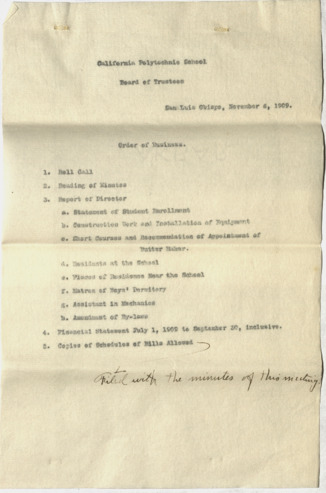 California Polytechnic School
Board of Trustees
San Luis Obispo, November 6, 1909.
Order of Business.
1. Roll Call
2. Reading of Minutes
3. Report of Director
a. Statement of Student Enrollment
b. Construction Work and Installation of Equipment
c. Short Courses and Recommendation of Appointment of
Butter Maker.
d. at the School
e. Places of Residence Near the School
f. Matron of Boys' Dormitory
g. Assistant in Mechanics
h. Amendment of By-laws
4. Financial Statement July 1, 1909 to September 30, inclusive.
5. Copies of Schedules of Bills Allowed
Filed with the minutes of this meeting